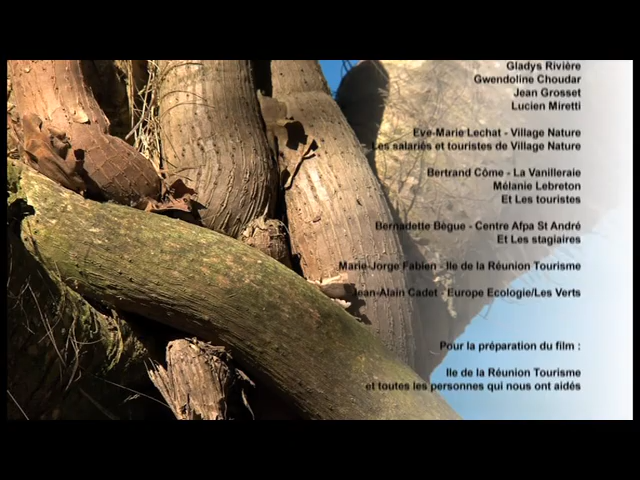 Gladys Rivière
Gwendoline Choudar
Jean Grosset
Lucien Miretti
Eve-Marie Lechat - Village Nature
Les salariés et touristes de Village Nature
Bertrand Côme - La Vanilleraie
Mélanie Lebreton
Et Les touristes
Bernadette Bègue - Centre Afpa St André
Et Les stagiaires
Marie-Jorge Fabien - Ile de la Réunion Tourisme
Jean-Alain Cadet - Europe Ecologie/Les Verts
Pour la préparation du film :
Ile de la Réunion Tourisme
et toutes les personnes qui nous ont aidés